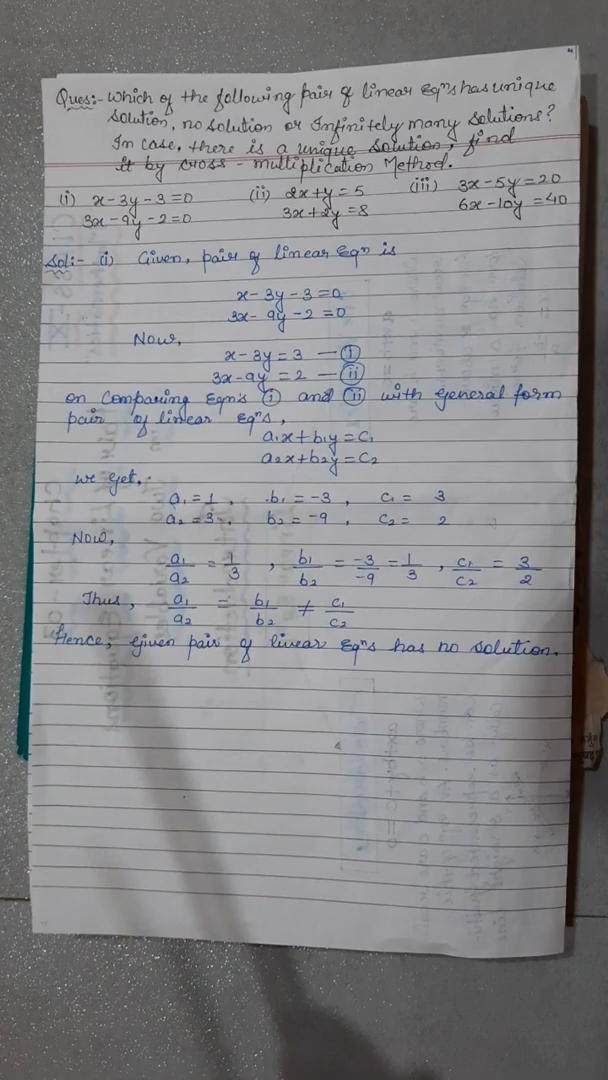 Ques:- Which of the following pair of linear Eqns has unique
solution, no solution or Infinitely many solutions?
In case, there is a unique solution, find
it by cross-multiplication Method.
(i) x-3y-3=0 (ii) 2x+y=5 (iii) 3x-5y=20
3x-9y-2=0 3x+2y=8 6x-10y=40
Sol:- (i) Given, pair of linear Eqn is
x-3y-3=0
3x-9y-2=0
Now,
x-3y=3 —(i)
3x-9y=2 —(ii)
on comparing Eqn's (i) and (ii) with general form
pair of linear Eqns,
a1x+b1y=c1
a2x+b2y=c2
we get,
a1=1, b1=-3, c1= 3
a2=3, b2=-9, c2= 2
Now,
a1/a2 = 1/3, b1/b2 = -3/-9 = 1/3, c1/c2 = 3/2
Thus, a1/a2 = b1/b2 ≠ c1/c2
Hence, given pair of linear Eqns has no solution.